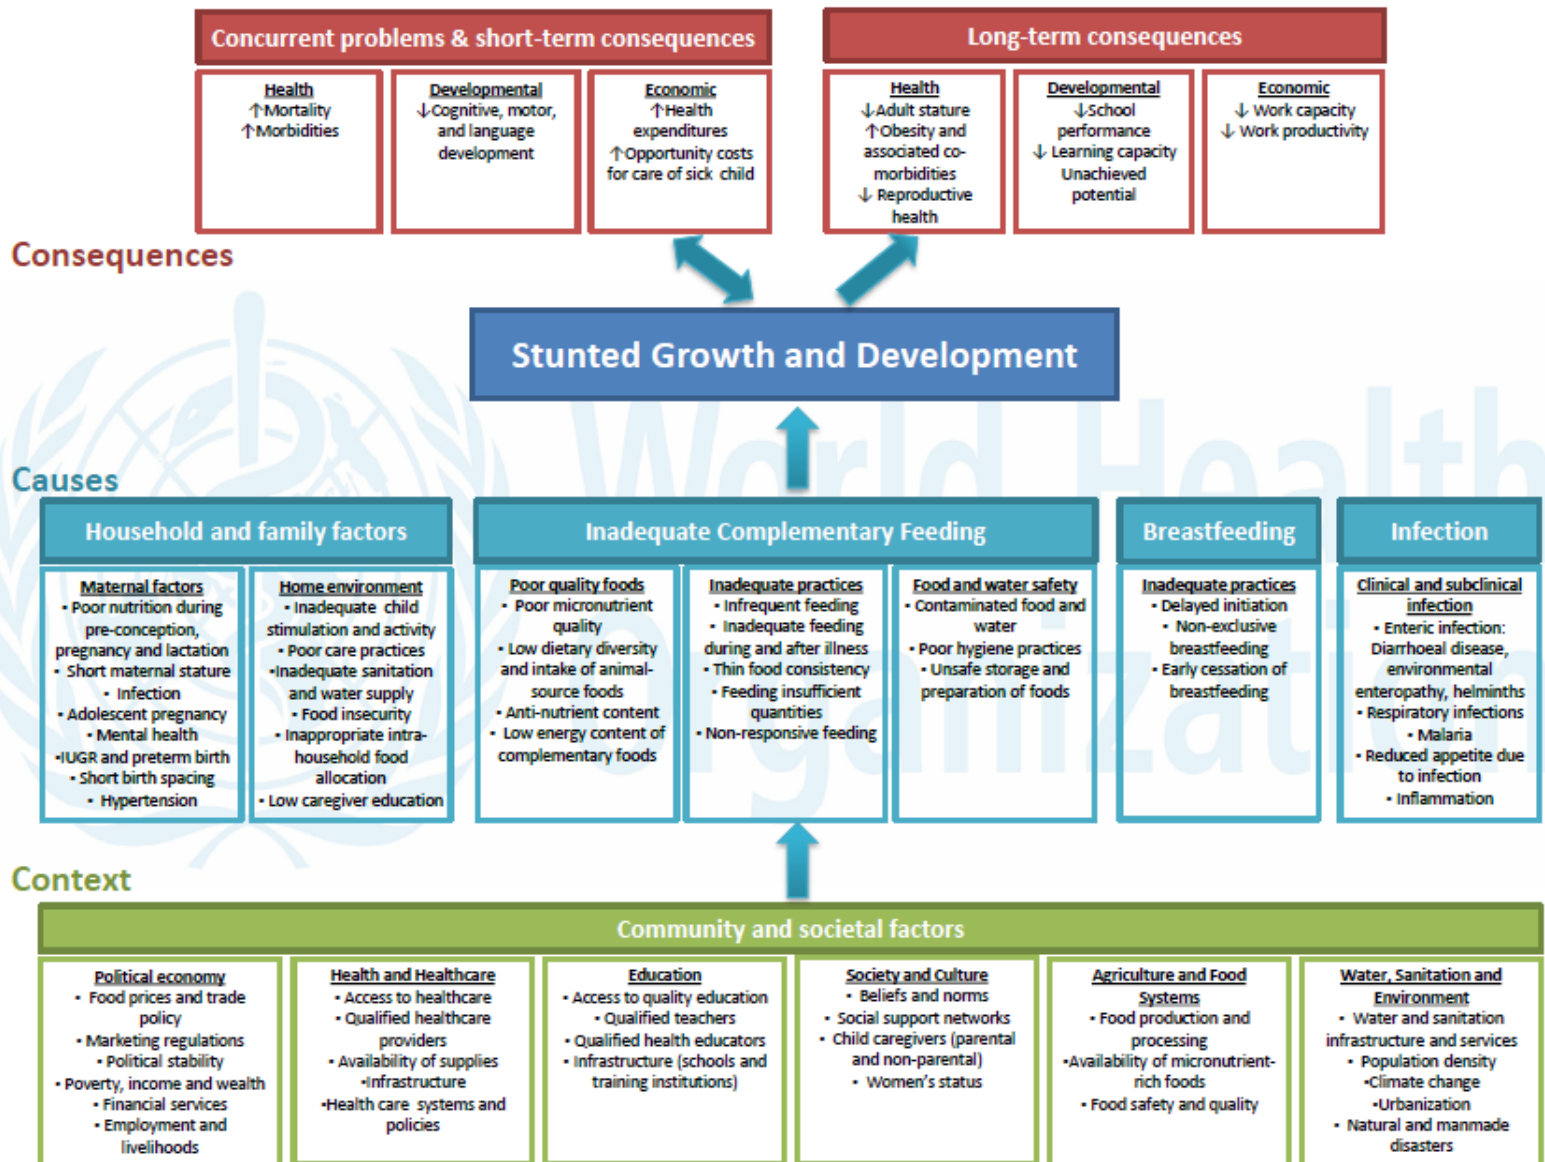 Concurrent problems & short-term consequences
Health
↑Mortality
↑Morbidities
Developmental
↓Cognitive, motor,
and language
development
Economic
↑Health
expenditures
↑Opportunity costs
for care of sick child
Long-term consequences
Health
↓Adult stature
↑Obesity and
associated co-
morbidities
↓ Reproductive
health
Developmental
↓School
performance
↓ Learning capacity
Unachieved
potential
Economic
↓ Work capacity
↓ Work productivity
Consequences
Stunted Growth and Development
Causes
Household and family factors
Maternal factors
• Poor nutrition during
pre-conception,
pregnancy and lactation
• Short maternal stature
• Infection
• Adolescent pregnancy
• Mental health
•IUGR and preterm birth
• Short birth spacing
• Hypertension
Home environment
• Inadequate child
stimulation and activity
• Poor care practices
•Inadequate sanitation
and water supply
• Food insecurity
• Inappropriate intra-
household food
allocation
• Low caregiver education
Inadequate Complementary Feeding
Poor quality foods
• Poor micronutrient
quality
• Low dietary diversity
and intake of animal-
source foods
• Anti-nutrient content
• Low energy content of
complementary foods
Inadequate practices
• Infrequent feeding
• Inadequate feeding
during and after illness
• Thin food consistency
• Feeding insufficient
quantities
• Non-responsive feeding
Food and water safety
• Contaminated food and
water
• Poor hygiene practices
• Unsafe storage and
preparation of foods
Breastfeeding
Inadequate practices
• Delayed initiation
• Non-exclusive
breastfeeding
• Early cessation of
breastfeeding
Infection
Clinical and subclinical
infection
• Enteric infection:
Diarrhoeal disease,
environmental
enteropathy, helminths
• Respiratory infections
• Malaria
• Reduced appetite due
to infection
• Inflammation
World Health
Organization
Context
Community and societal factors
Political economy
• Food prices and trade
policy
• Marketing regulations
• Political stability
• Poverty, income and wealth
• Financial services
• Employment and
livelihoods
Health and Healthcare
• Access to healthcare
• Qualified healthcare
providers
• Availability of supplies
•Infrastructure
•Health care systems and
policies
Education
• Access to quality education
• Qualified teachers
• Qualified health educators
• Infrastructure (schools and
training institutions)
Society and Culture
• Beliefs and norms
• Social support networks
• Child caregivers (parental
and non-parental)
• Women's status
Agriculture and Food
Systems
• Food production and
processing
•Availability of micronutrient-
rich foods
• Food safety and quality
Water, Sanitation and
Environment
• Water and sanitation
infrastructure and services
• Population density
•Climate change
•Urbanization
• Natural and manmade
disasters